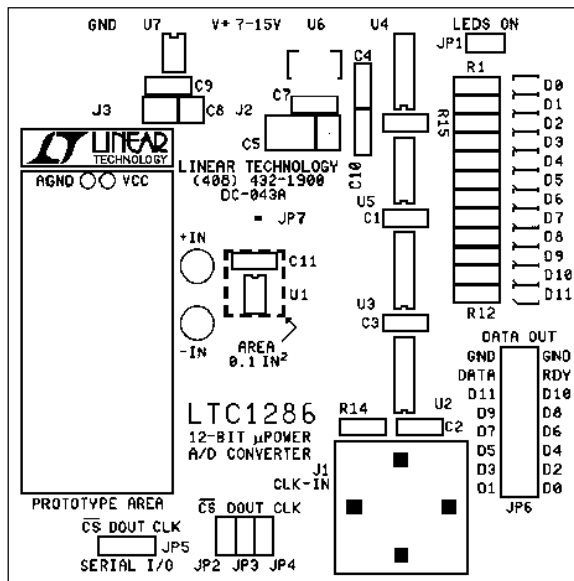 GND U7 V+ 7-15V U6 U4 LEDS ON
JP1
C4 R1
C9 C7 D0
J3 C8 J2 R15 D1
C5 D2
LINEAR D3
TECHNOLOGY
LINEAR TECHNOLOGY D4
AGND VCC (408) 432-1900 C10 D5
DC-043A U5 D6
JP7 C1 D7
+IN D8
C11 D9
U1 U3 D10
D11
-IN C3 R12
AREA DATA OUT
0.1 IN²
GND GND
DATA RDY
D11 D10
LTC1286 R14 U2 D9 D8
12-BIT µPOWER C2 D7 D6
A/D CONVERTER J1 D5 D4
CLK-IN D3 D2
PROTOTYPE AREA D1 D0
C̅S̅ DOUT CLK C̅S̅ DOUT CLK JP6
JP5
SERIAL I/O JP2 JP3 JP4